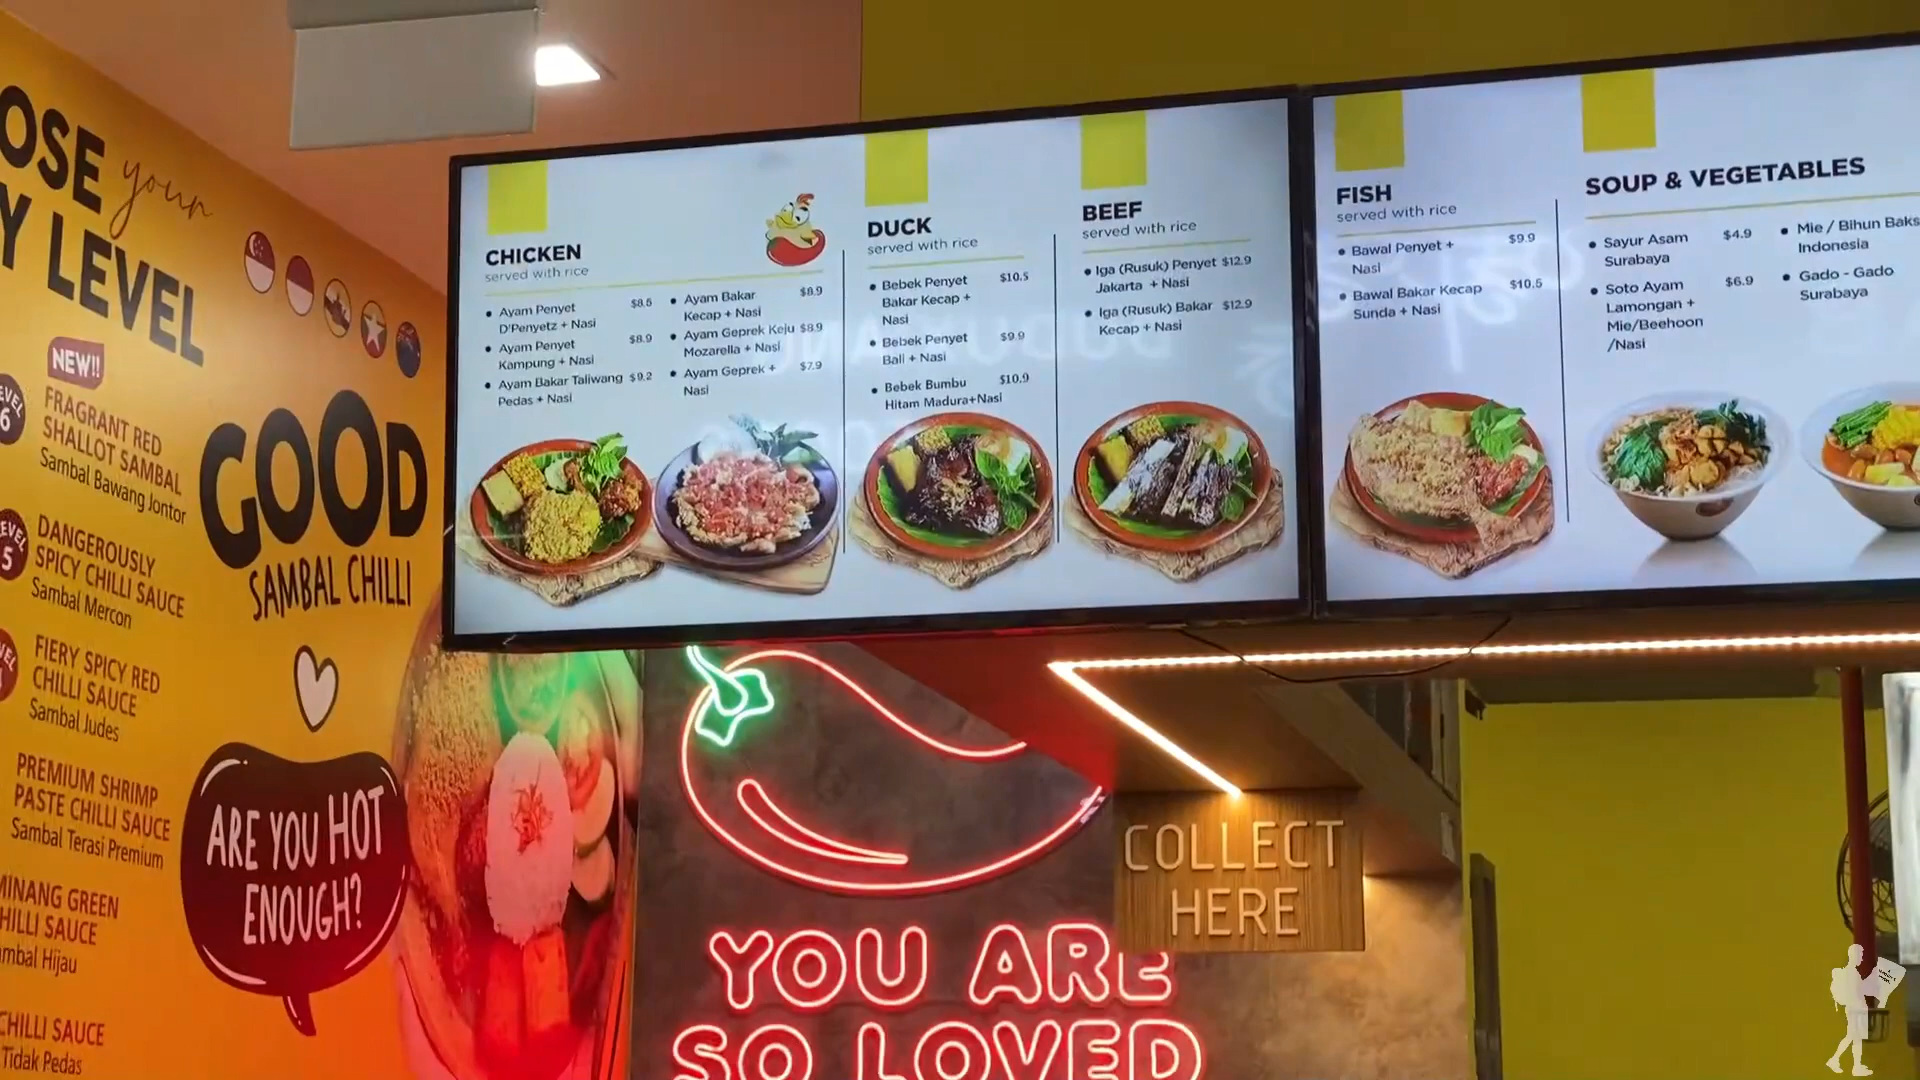 OSE your
Y LEVEL
NEW!!
LEVEL
6
FRAGRANT RED
SHALLOT SAMBAL
Sambal Bawang Jontor
LEVEL
5
DANGEROUSLY
SPICY CHILLI SAUCE
Sambal Mercon
FIERY SPICY RED
CHILLI SAUCE
Sambal Judes
PREMIUM SHRIMP
PASTE CHILLI SAUCE
Sambal Terasi Premium
MINANG GREEN
HILLI SAUCE
mbal Hijau
CHILLI SAUCE
Tidak Pedas
GOOD
SAMBAL CHILLI
ARE YOU HOT
ENOUGH?
CHICKEN
served with rice
Ayam Penyet $8.5
D'Penyetz + Nasi
Ayam Penyet $8.9
Kampung + Nasi
Ayam Bakar Taliwang $9.2
Pedas + Nasi
Ayam Bakar $8.9
Kecap + Nasi
Ayam Geprek Keju $8.9
Mozarella + Nasi
Ayam Geprek + $7.9
Nasi
DUCK
served with rice
Bebek Penyet $10.5
Bakar Kecap +
Nasi
Bebek Penyet $9.9
Bali + Nasi
Bebek Bumbu $10.9
Hitam Madura+Nasi
BEEF
served with rice
Iga (Rusuk) Penyet $12.9
Jakarta + Nasi
Iga (Rusuk) Bakar $12.9
Kecap + Nasi
FISH
served with rice
Bawal Penyet + $9.9
Nasi
Bawal Bakar Kecap $10.5
Sunda + Nasi
SOUP & VEGETABLES
Sayur Asam $4.9
Surabaya
Soto Ayam $6.9
Lamongan +
Mie/Beehoon
/Nasi
Mie / Bihun Baks
Indonesia
Gado - Gado
Surabaya
COLLECT
HERE
YOU ARE
SO LOVED